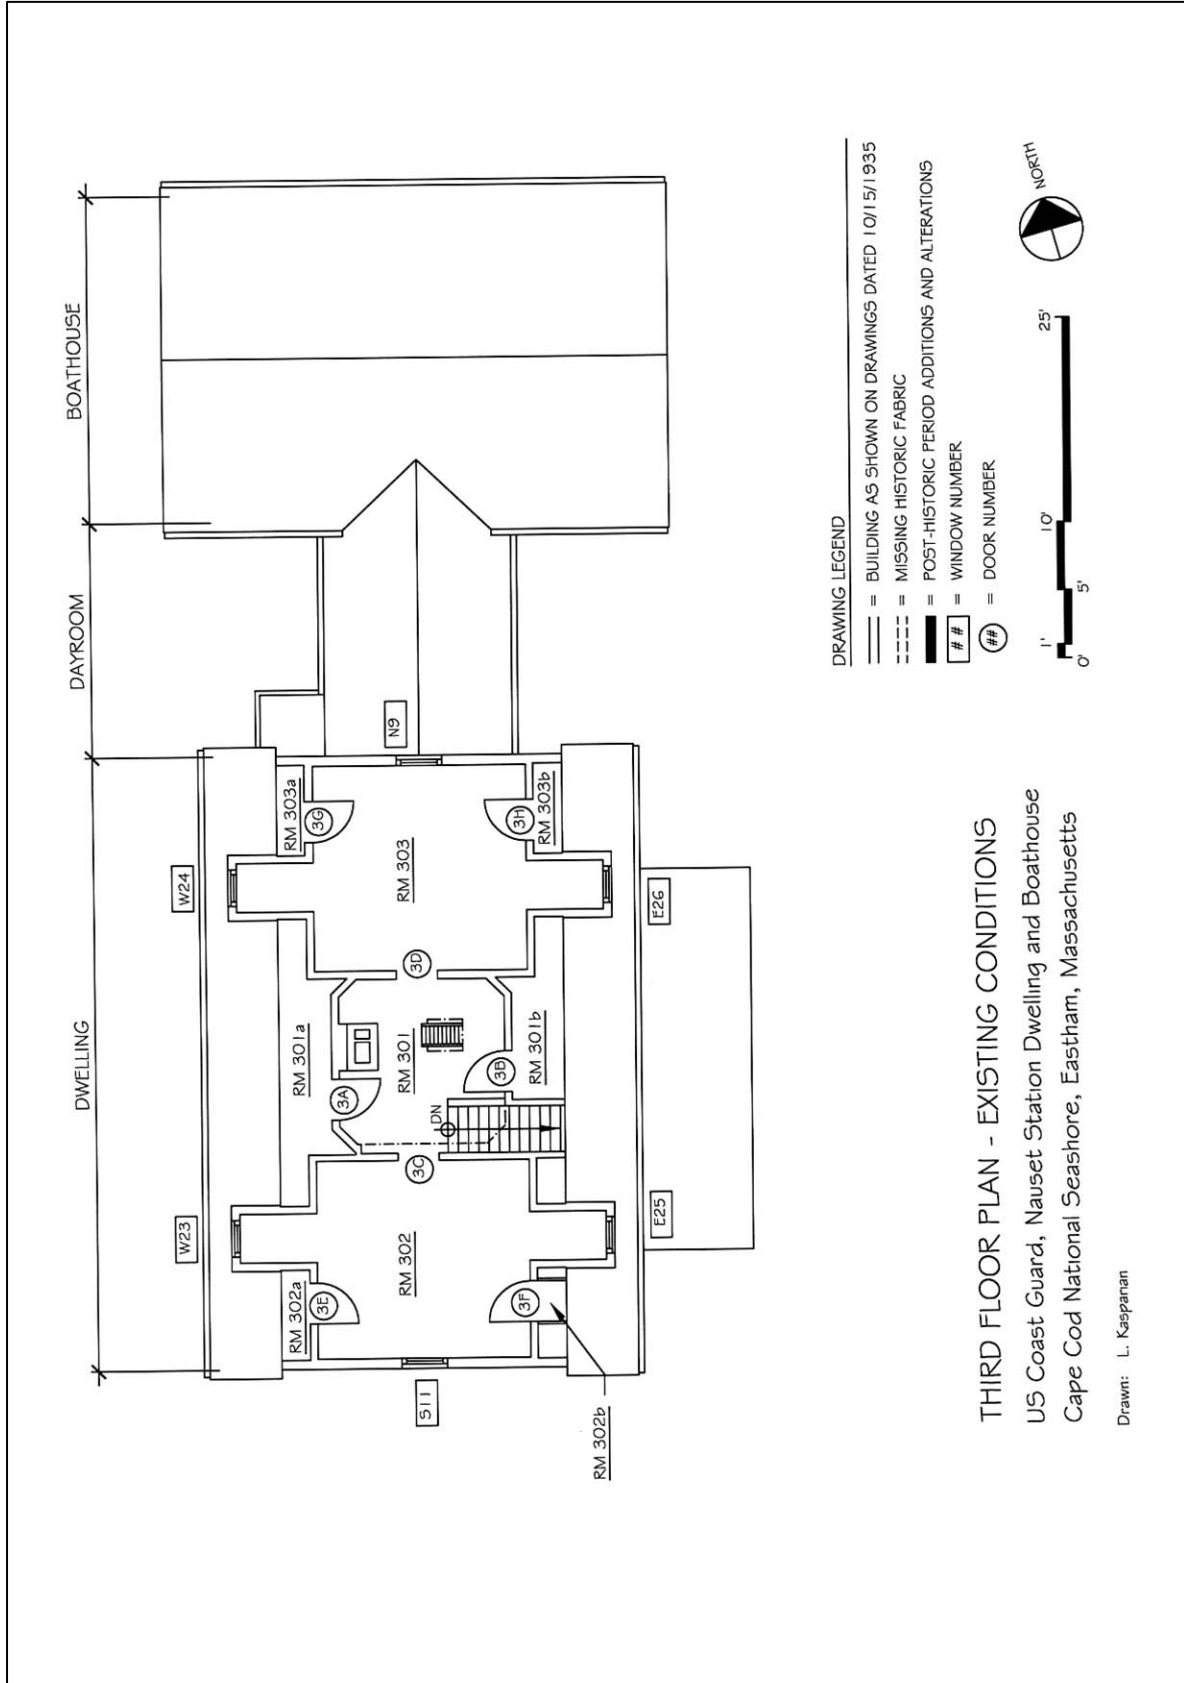 DWELLING
DAYROOM
BOATHOUSE
W23
W24
RM 302a
3E
RM 301a
3A
RM 303a
3G
S11
RM 302
3C
RM 301
DN
3D
RM 303
N9
3F
3B
RM 301b
3H
RM 303b
RM 302b
E25
E26
DRAWING LEGEND
= BUILDING AS SHOWN ON DRAWINGS DATED 10/15/1935
= MISSING HISTORIC FABRIC
= POST-HISTORIC PERIOD ADDITIONS AND ALTERATIONS
# # = WINDOW NUMBER
## = DOOR NUMBER
NORTH
1' 10' 25'
0' 5'
THIRD FLOOR PLAN - EXISTING CONDITIONS
US Coast Guard, Nauset Station Dwelling and Boathouse
Cape Cod National Seashore, Eastham, Massachusetts
Drawn: L. Kasparian